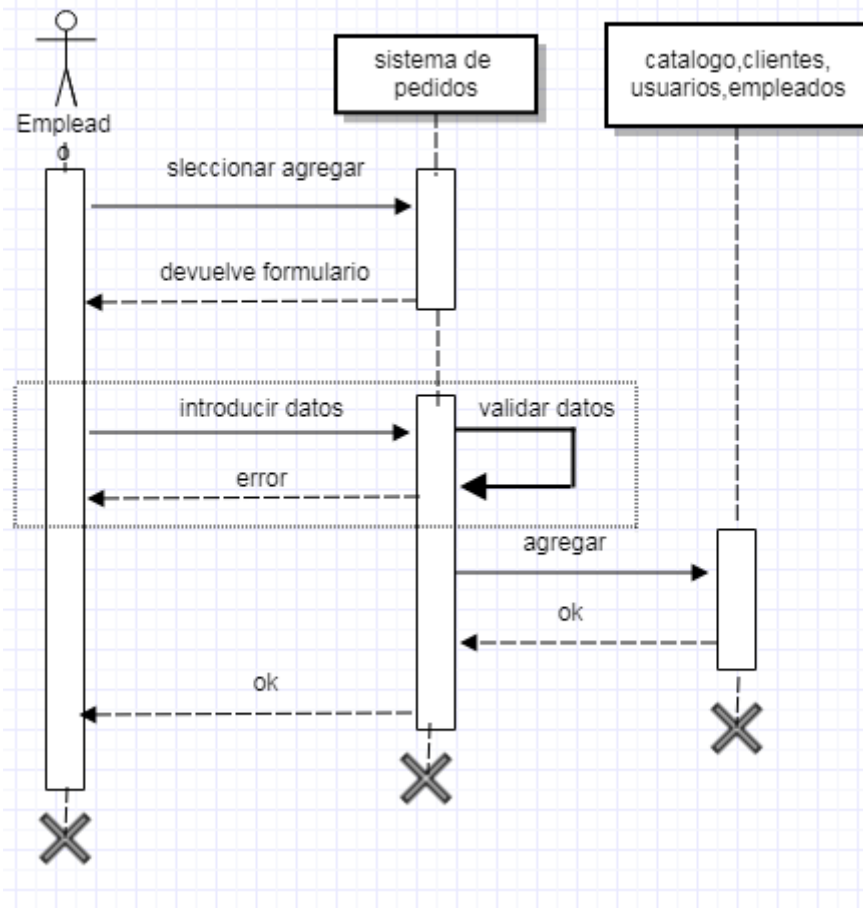 sistema de
pedidos
catalogo,clientes,
usuarios,empleados
Emplead
o
sleccionar agregar
devuelve formulario
introducir datos
validar datos
error
agregar
ok
ok